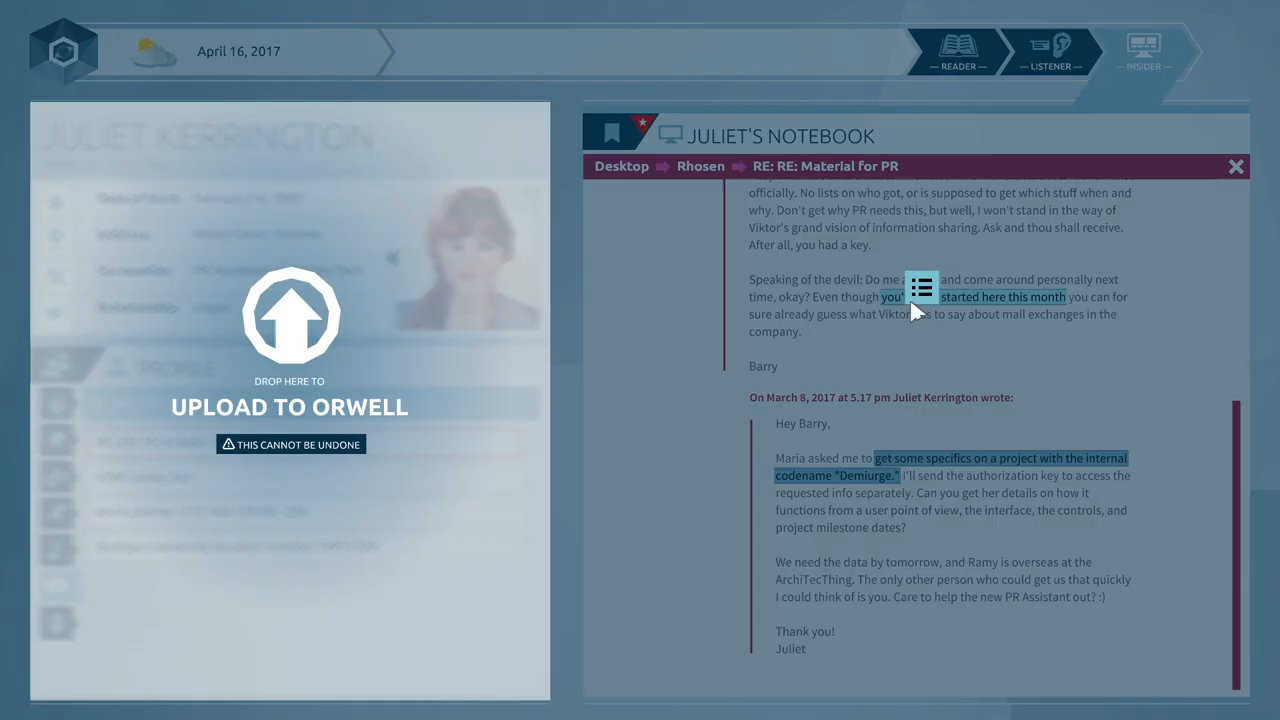 April 16, 2017
READER
LISTENER
INSIDER
JULIET KERRINGTON
PROFILE
DROP HERE TO
UPLOAD TO ORWELL
THIS CANNOT BE UNDONE
JULIET'S NOTEBOOK
Desktop Rhosen RE: RE: Material for PR
officially. No lists on who got, or is supposed to get which stuff when and
why. Don't get why PR needs this, but well, I won't stand in the way of
Viktor's grand vision of information sharing. Ask and thou shall receive.
After all, you had a key.
Speaking of the devil: Do me and come around personally next
time, okay? Even though started here this month you can for
sure already guess what to say about mail exchanges in the
company.
Barry
On March 8, 2017 at 5.17 pm Juliet Kerrington wrote:
Hey Barry,
Maria asked me to get some specifics on a project with the internal
codename "Demiurge." I'll send the authorization key to access the
requested info separately. Can you get her details on how it
functions from a user point of view, the interface, the controls, and
project milestone dates?
We need the data by tomorrow, and Ramy is overseas at the
ArchiTecThing. The only other person who could get us that quickly
I could think of is you. Care to help the new PR Assistant out? :)
Thank you!
Juliet